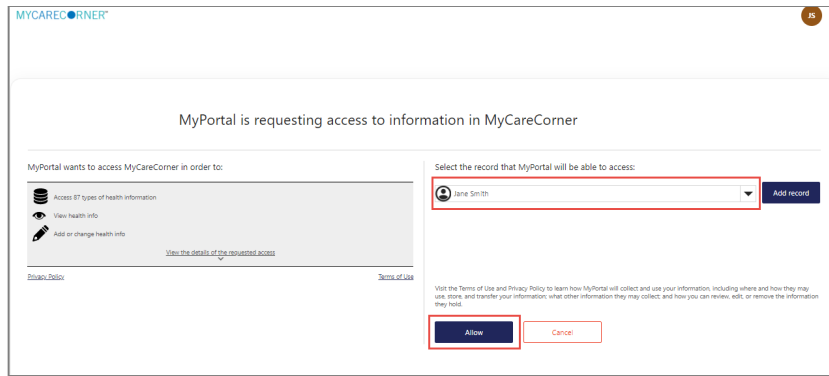 MYCARECORNER™
JS
MyPortal is requesting access to information in MyCareCorner
MyPortal wants to access MyCareCorner in order to:
Access 87 types of health information
View health info
Add or change health info
View the details of the requested access
Privacy Policy
Terms of Use
Select the record that MyPortal will be able to access:
Jane Smith
Add record
Visit the Terms of Use and Privacy Policy to learn how MyPortal will collect and use your information, including where and how they may
use, store, and transfer your information; what other information they may collect; and how you can review, edit, or remove the information
they hold.
Allow
Cancel